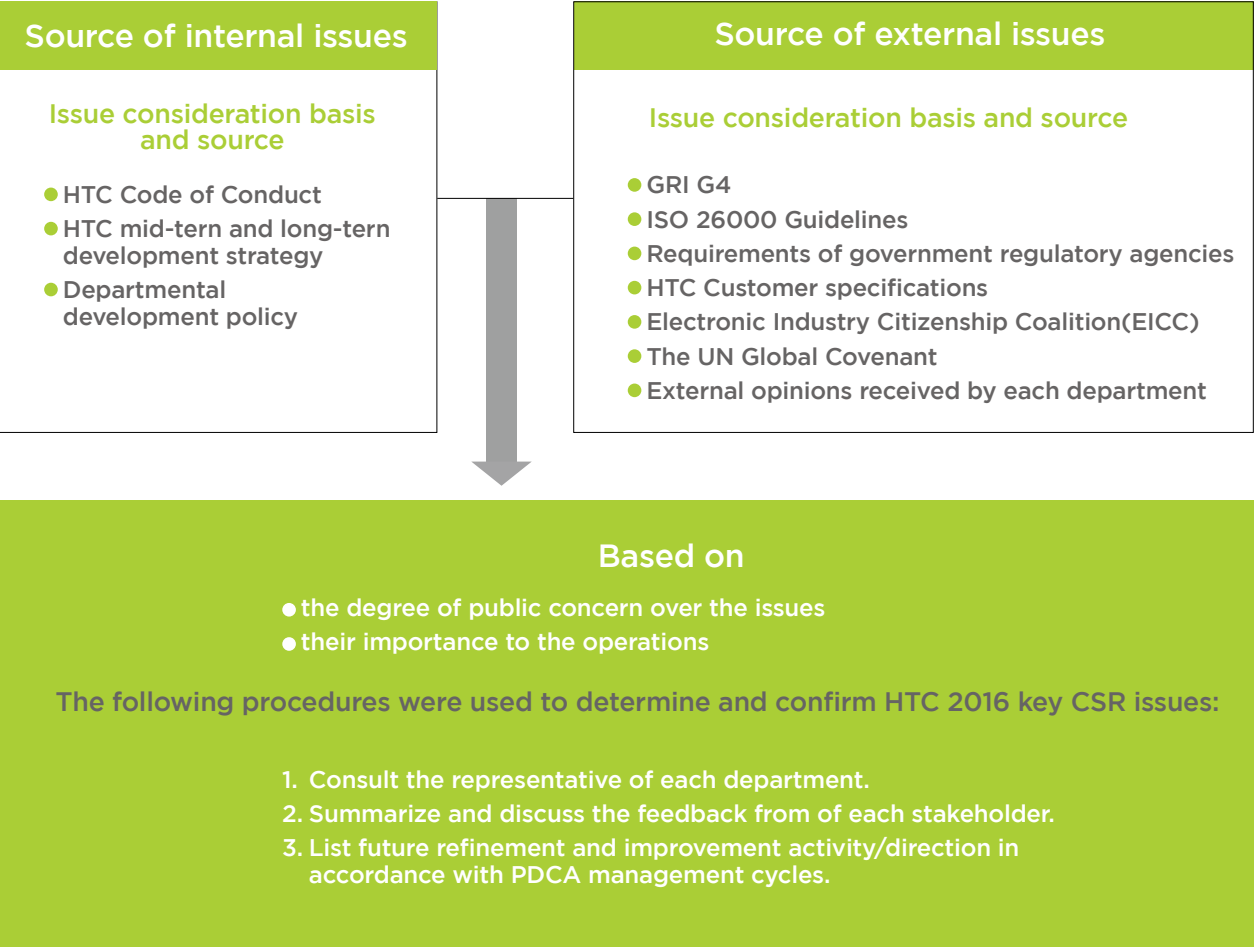 Source of internal issues
Issue consideration basis
and source
● HTC Code of Conduct
● HTC mid-tern and long-tern
development strategy
● Departmental
development policy
Source of external issues
Issue consideration basis and source
● GRI G4
● ISO 26000 Guidelines
● Requirements of government regulatory agencies
● HTC Customer specifications
● Electronic Industry Citizenship Coalition(EICC)
● The UN Global Covenant
● External opinions received by each department
Based on
● the degree of public concern over the issues
● their importance to the operations
The following procedures were used to determine and confirm HTC 2016 key CSR issues:
1. Consult the representative of each department.
2. Summarize and discuss the feedback from of each stakeholder.
3. List future refinement and improvement activity/direction in
accordance with PDCA management cycles.